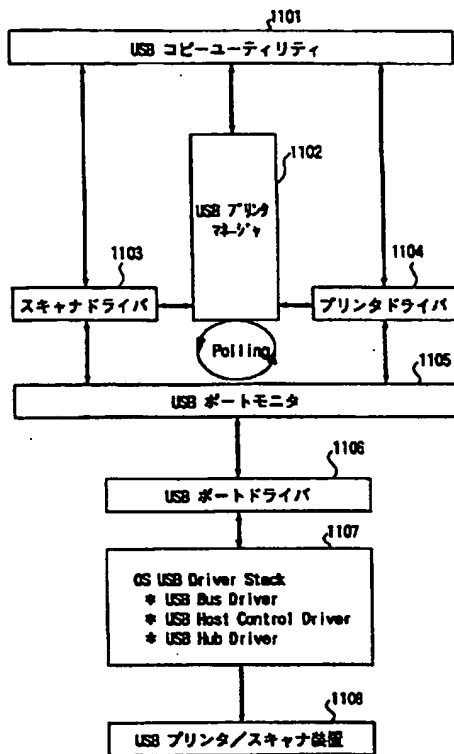 1101
USB コピーユーティリティ
1102
USB プリンタ
マネージャ
1103
スキャナドライバ
1104
プリンタドライバ
Polling
1105
USB ポートモニタ
1106
USB ポートドライバ
1107
OS USB Driver Stack
* USB Bus Driver
* USB Host Control Driver
* USB Hub Driver
1108
USB プリンタ/スキャナ装置